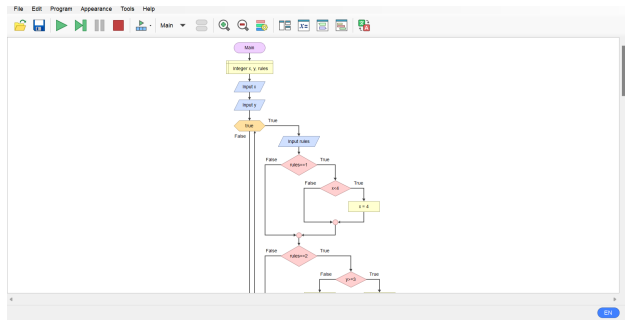 File Edit Program Appearance Tools Help
Main
Main
Integer x, y, rules
Input x
Input y
true
True
False
Input rules
False
rules==1
True
False
True
x = 4
False
rules==2
True
False
y>=3
True
EN